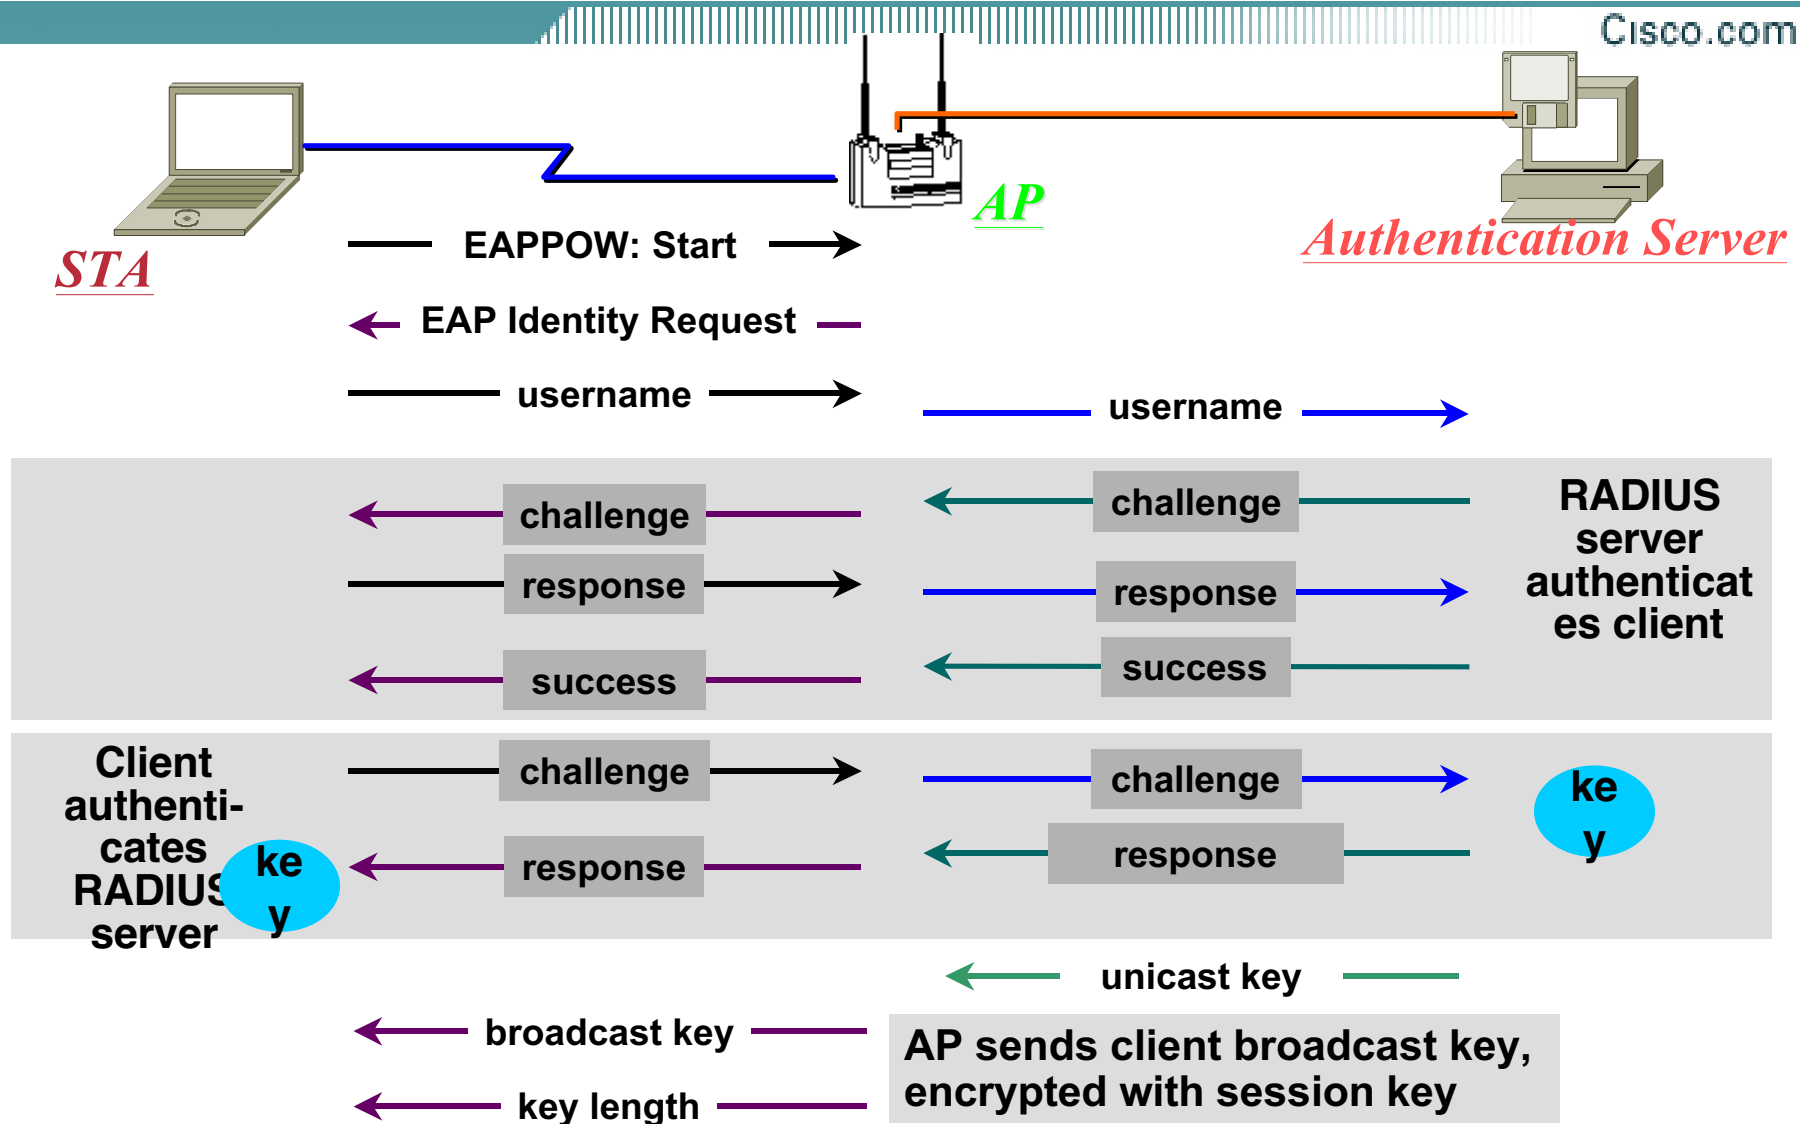 Cisco.com
AP
STA
Authentication Server
EAPPOW: Start
EAP Identity Request
username
username
challenge
challenge
RADIUS
server
authenticat
es client
response
response
success
success
Client
authenti-
cates
RADIUS
server
challenge
challenge
ke
y
ke
y
response
response
unicast key
broadcast key
AP sends client broadcast key,
encrypted with session key
key length